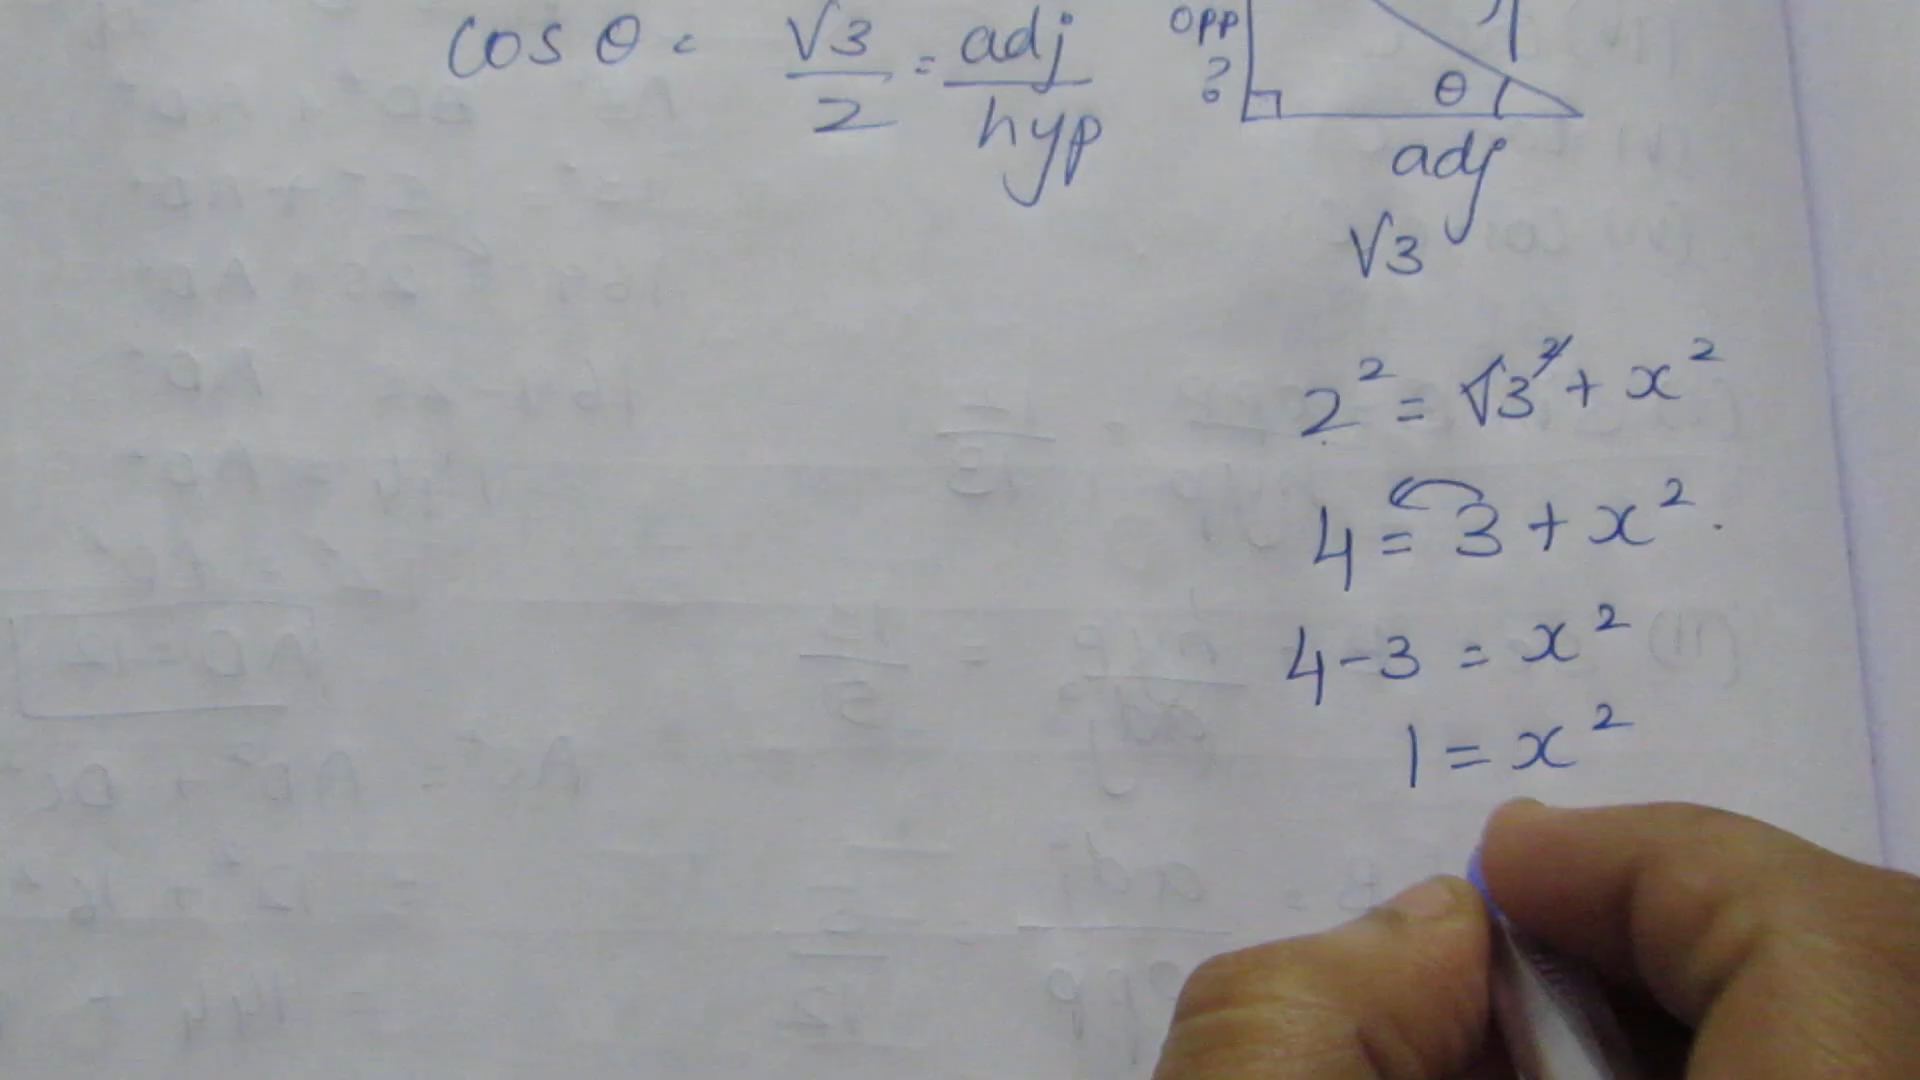 cos θ = √3/2 = adj/hyp
opp
?
θ
adj
√3
2² = √3² + x²
4 = 3 + x².
4 - 3 = x²
1 = x²